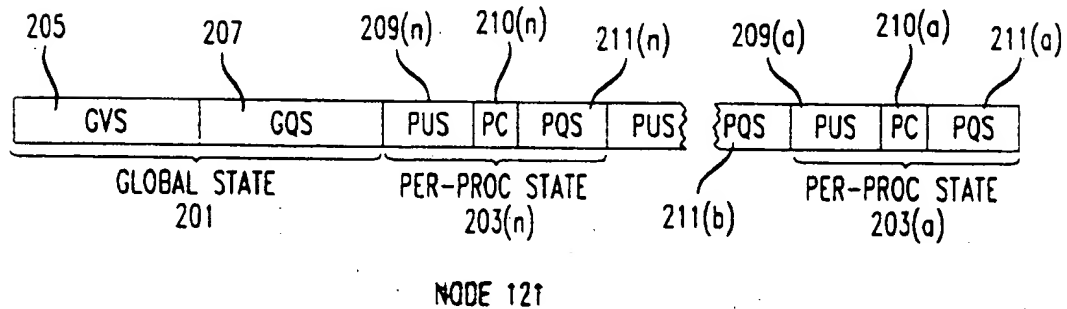 205 207 209(n) 210(n) 211(n) 209(a) 210(a) 211(a)
GVS GQS PUS PC PQS PUS PQS PUS PC PQS
GLOBAL STATE PER-PROC STATE 211(b) PER-PROC STATE
201 203(n) 203(a)
NODE 121